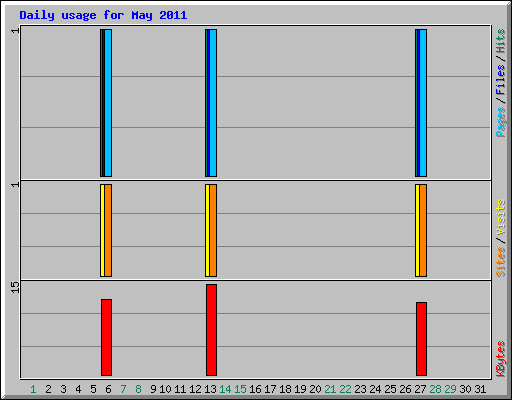 Daily usage for May 2011
1
Pages / Files / Hits
1
Sites / Visits
15
KBytes
1 2 3 4 5 6 7 8 9 10 11 12 13 14 15 16 17 18 19 20 21 22 23 24 25 26 27 28 29 30 31